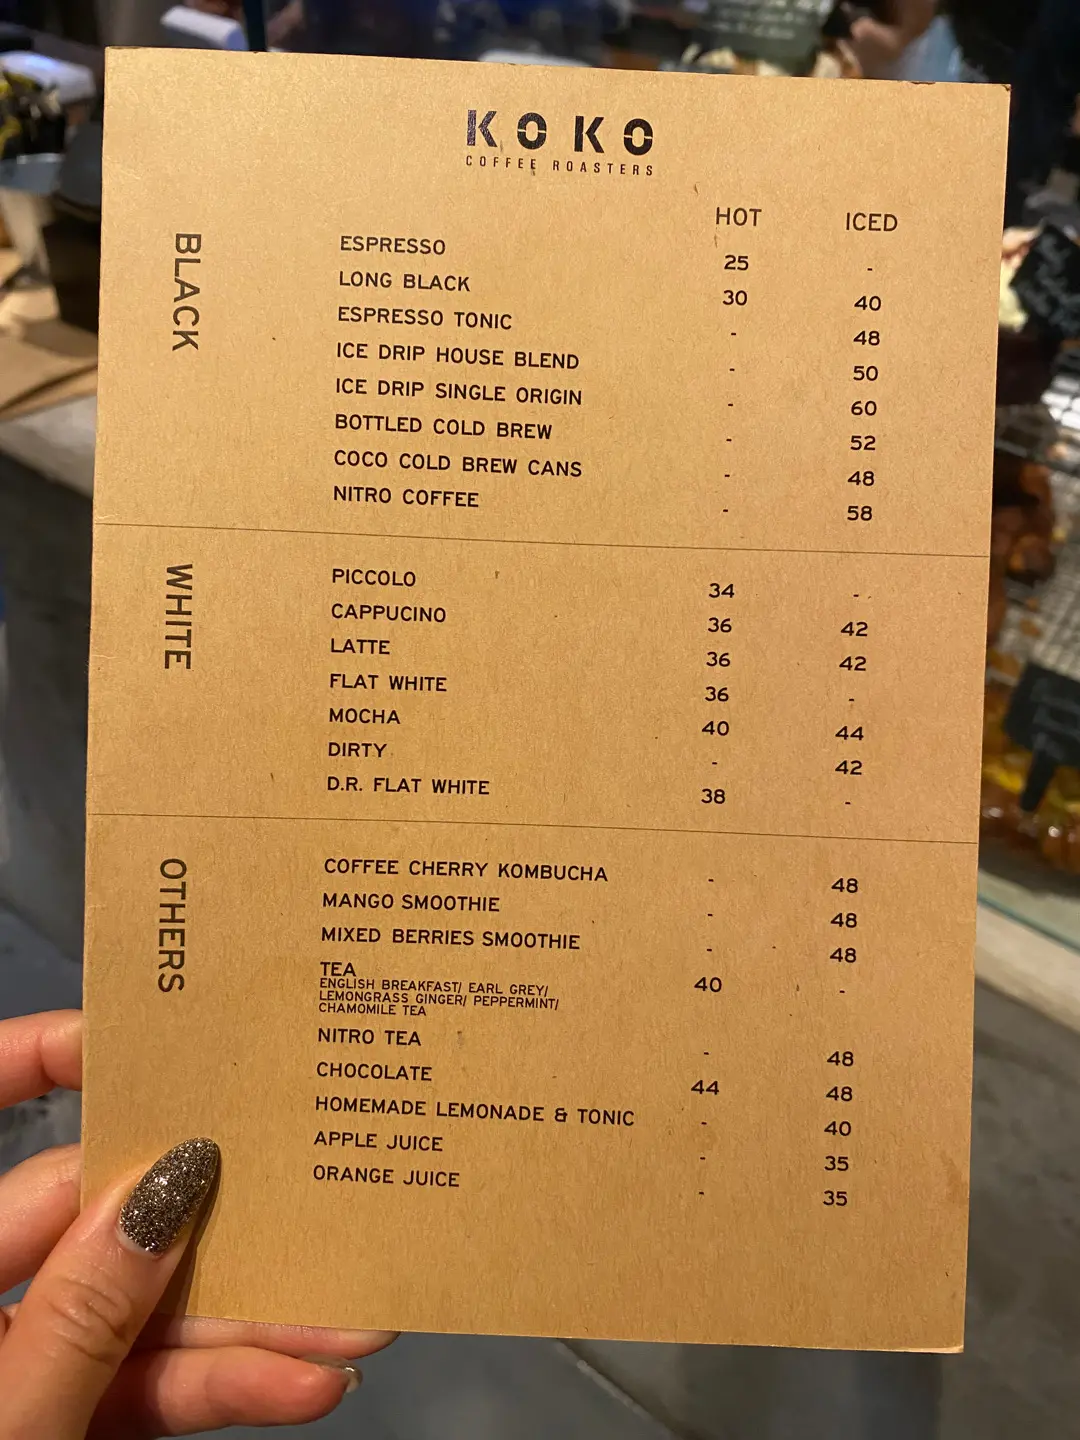 KOKO
COFFEE ROASTERS
HOT ICED
BLACK
ESPRESSO 25 -
LONG BLACK 30 40
ESPRESSO TONIC - 48
ICE DRIP HOUSE BLEND - 50
ICE DRIP SINGLE ORIGIN - 60
BOTTLED COLD BREW - 52
COCO COLD BREW CANS - 48
NITRO COFFEE - 58
WHITE
PICCOLO 34 -
CAPPUCINO 36 42
LATTE 36 42
FLAT WHITE 36 -
MOCHA 40 44
DIRTY - 42
D.R. FLAT WHITE 38 -
OTHERS
COFFEE CHERRY KOMBUCHA - 48
MANGO SMOOTHIE - 48
MIXED BERRIES SMOOTHIE - 48
TEA 40 -
ENGLISH BREAKFAST/ EARL GREY/
LEMONGRASS GINGER/ PEPPERMINT/
CHAMOMILE TEA
NITRO TEA - 48
CHOCOLATE 44 48
HOMEMADE LEMONADE & TONIC - 40
APPLE JUICE - 35
ORANGE JUICE - 35